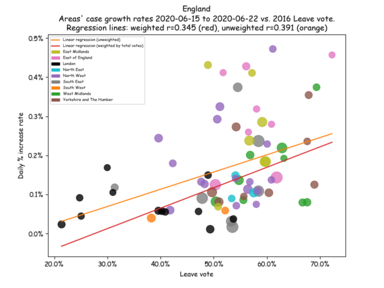 England
Areas' case growth rates 2020-06-15 to 2020-06-22 vs. 2016 Leave vote.
Regression lines: weighted r=0.345 (red), unweighted r=0.391 (orange)
Linear regression (unweighted)
Linear regression (weighted by total votes)
East Midlands
East of England
London
North East
North West
South East
South West
West Midlands
Yorkshire and The Humber
0.5%
0.4%
0.3%
0.2%
0.1%
0.0%
Daily % increase rate
20.0%
30.0%
40.0%
50.0%
60.0%
70.0%
Leave vote